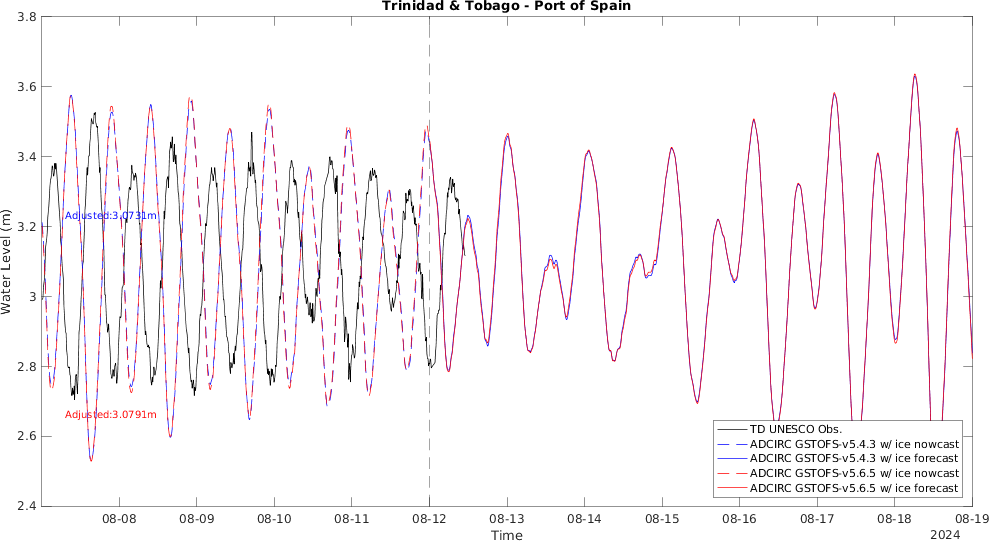 Trinidad & Tobago - Port of Spain
3.8
3.6
3.4
3.2
3
2.8
2.6
2.4
Water Level (m)
Adjusted:3.0731m
Adjusted:3.0791m
TD UNESCO Obs.
ADCIRC GSTOFS-v5.4.3 w/ ice nowcast
ADCIRC GSTOFS-v5.4.3 w/ ice forecast
ADCIRC GSTOFS-v5.6.5 w/ ice nowcast
ADCIRC GSTOFS-v5.6.5 w/ ice forecast
08-08 08-09 08-10 08-11 08-12 08-13 08-14 08-15 08-16 08-17 08-18 08-19
Time
2024